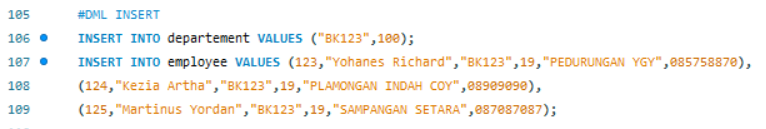 105 #DML INSERT
106 INSERT INTO departement VALUES ("BK123",100);
107 INSERT INTO employee VALUES (123,"Yohanes Richard","BK123",19,"PEDURUNGAN YGY",085758870),
108 (124,"Kezia Artha","BK123",19,"PLAMONGAN INDAH COY",08909090),
109 (125,"Martinus Yordan","BK123",19,"SAMPANGAN SETARA",087087087);